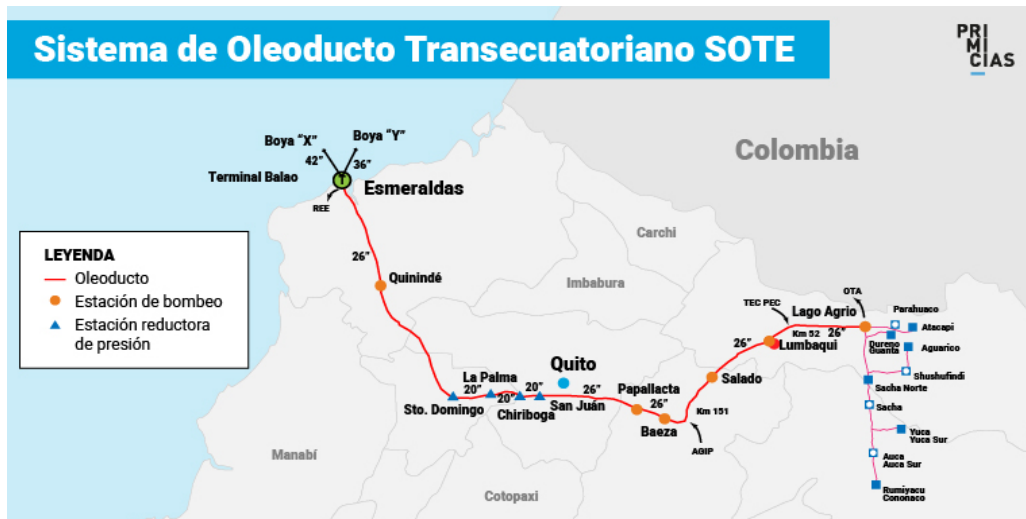 Sistema de Oleoducto Transecuatoriano SOTE
PRI
MI
CIAS
Colombia
Boya “X”
Boya “Y”
42”
36”
Terminal Balao
T
Esmeraldas
REE
LEYENDA
Oleoducto
Estación de bombeo
Estación reductora
de presión
26”
Quinindé
Carchi
Imbabura
TEC PEC
Lago Agrio
OTA
Parahuaco
Km 52
26”
Atacapi
Dureno
Guanta
Aguarico
26”
Lumbaqui
Shushufindi
Salado
Sacha Norte
Quito
La Palma
20”
20”
20”
Sto. Domingo
Chiriboga
San Juán
26”
Papallacta
26”
Baeza
Km 151
AGIP
Sacha
Yuca
Yuca Sur
Auca
Auca Sur
Rumiyacu
Cononaco
Manabí
Cotopaxi